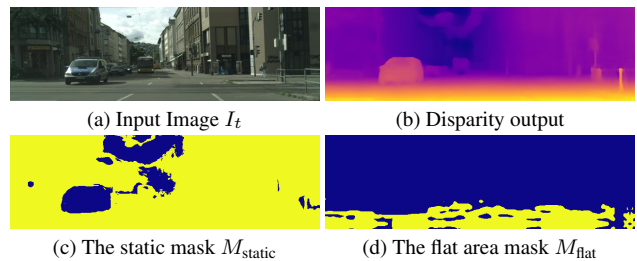 (a) Input Image I_t
(b) Disparity output
(c) The static mask M_static
(d) The flat area mask M_flat